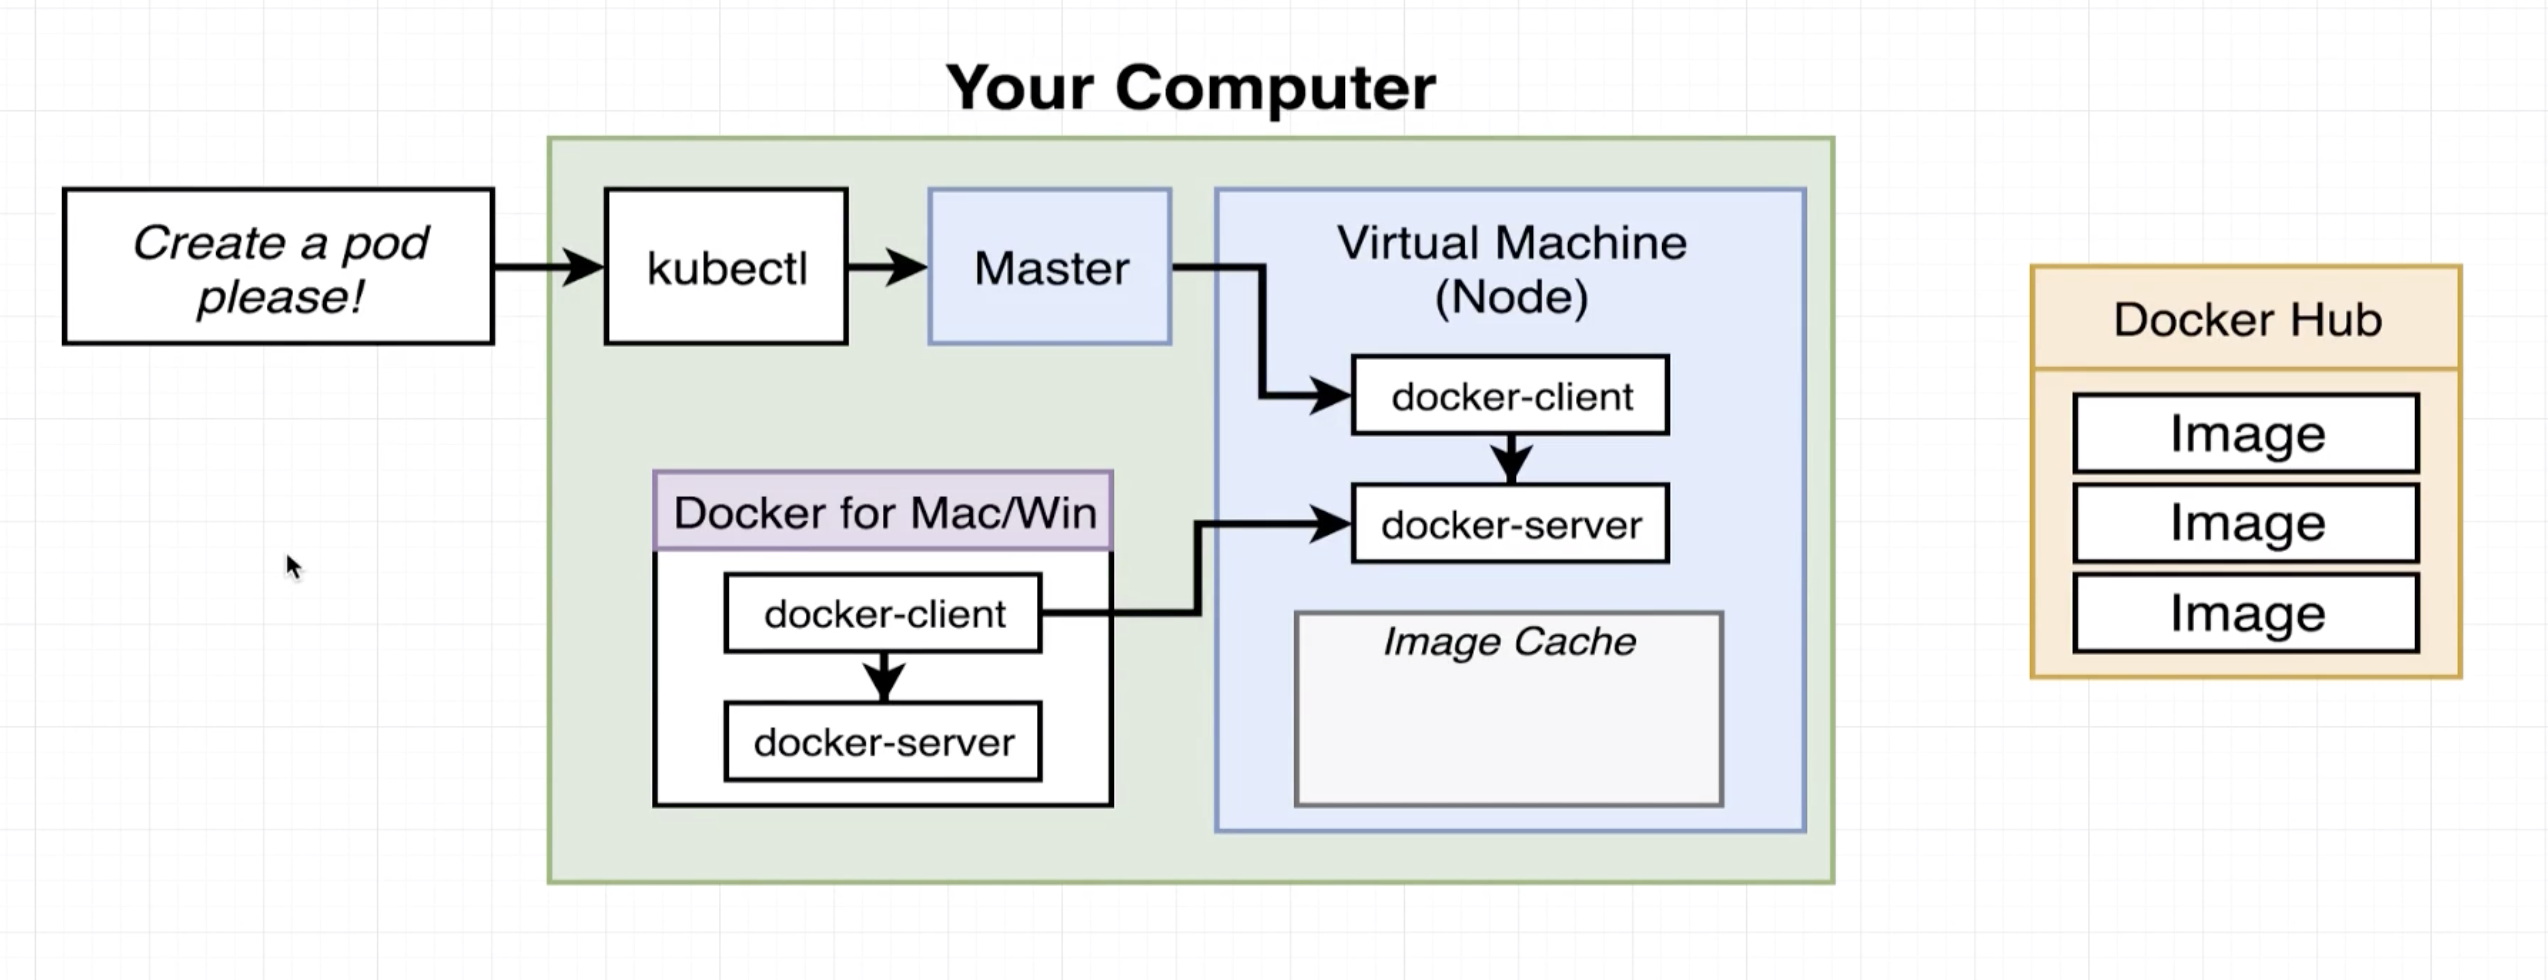 Your Computer
Create a pod
please!
kubectl
Master
Virtual Machine
(Node)
docker-client
docker-server
Image Cache
Docker for Mac/Win
docker-client
docker-server
Docker Hub
Image
Image
Image